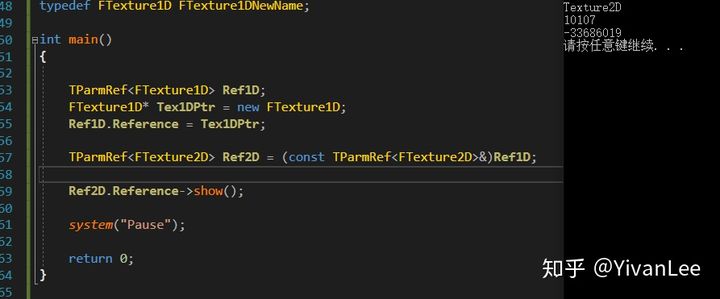 48 typedef FTexture1D FTexture1DNewName;
49
50 int main()
51 {
52
53 TParmRef<FTexture1D> Ref1D;
54 FTexture1D* Tex1DPtr = new FTexture1D;
55 Ref1D.Reference = Tex1DPtr;
56
57 TParmRef<FTexture2D> Ref2D = (const TParmRef<FTexture2D>&)Ref1D;
58
59 Ref2D.Reference->show();
60
61 system("Pause");
62
63 return 0;
64 }
65
Texture2D
10107
-33686019
请按任意键继续. . .
知乎 @YivanLee